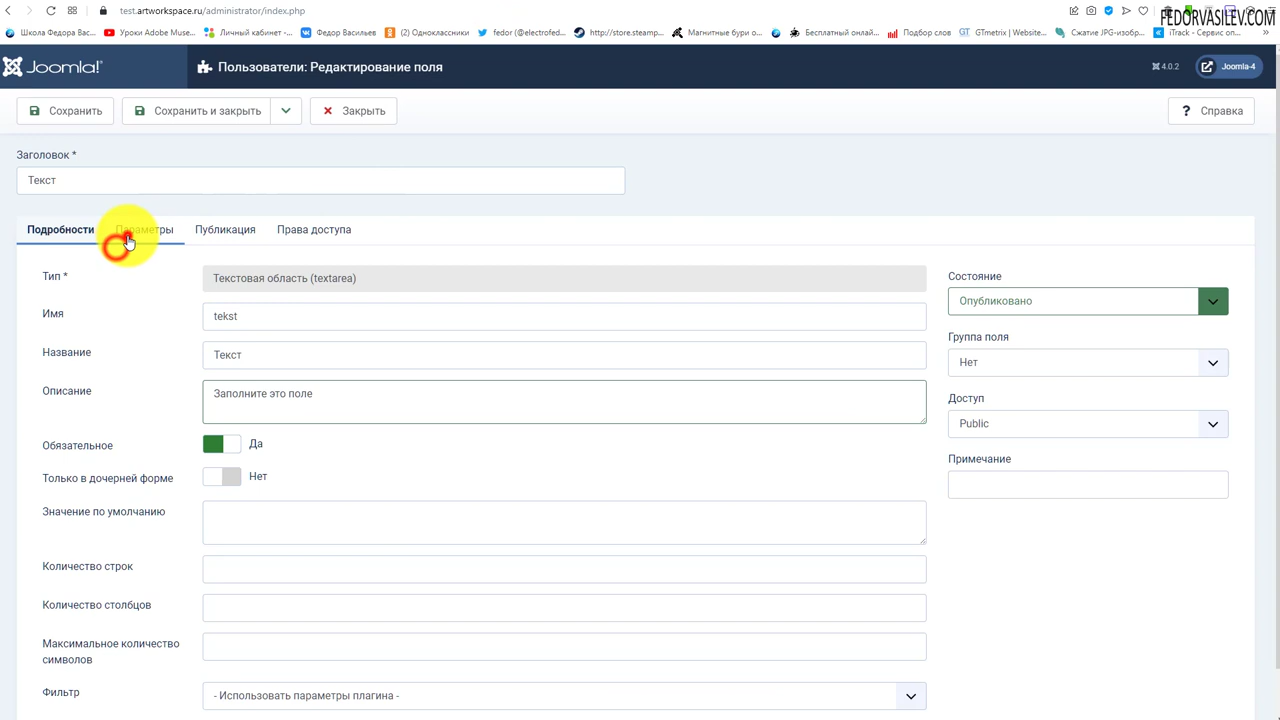 test.artworkspace.ru/administrator/index.php
FEDORVASILEV.COM
Школа Федора Вас...
Уроки Adobe Muse...
Личный кабинет -...
Федор Васильев
(2) Одноклассники
fedor (@electrofed...
http://store.steamp...
Магнитные бури о...
Бесплатный онлай...
Подбор слов
GTmetrix | Website...
Сжатие JPG-изобр...
iTrack - Сервис оп...
Joomla!
Пользователи: Редактирование поля
4.0.2
Joomla-4
Сохранить
Сохранить и закрыть
Закрыть
? Справка
Заголовок *
Текст
Подробности
Параметры
Публикация
Права доступа
Тип *
Текстовая область (textarea)
Имя
tekst
Название
Текст
Описание
Заполните это поле
Обязательное
Да
Только в дочерней форме
Нет
Значение по умолчанию
Количество строк
Количество столбцов
Максимальное количество
символов
Фильтр
- Использовать параметры плагина -
Состояние
Опубликовано
Группа поля
Нет
Доступ
Public
Примечание